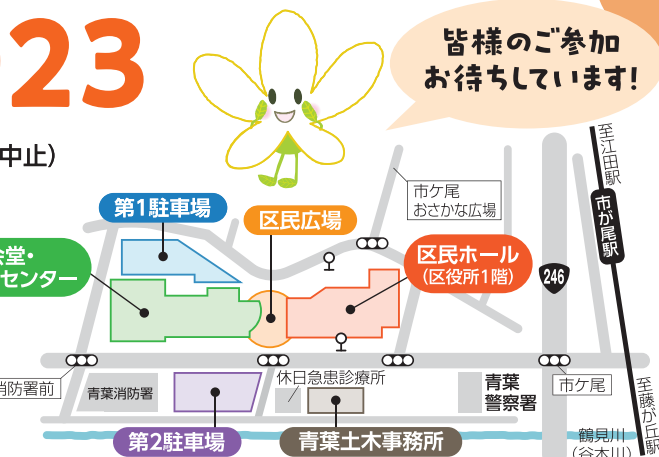 23
皆様のご参加
お待ちしています!
中止)
至江田駅
市ケ尾
おさかな広場
市が尾駅
第1駐車場
区民広場
会堂・
センター
区民ホール
(区役所1階)
246
消防署前
青葉消防署
休日急患診療所
青葉
警察署
市ケ尾
至藤が丘駅
第2駐車場
青葉土木事務所
鶴見川
(谷本川)